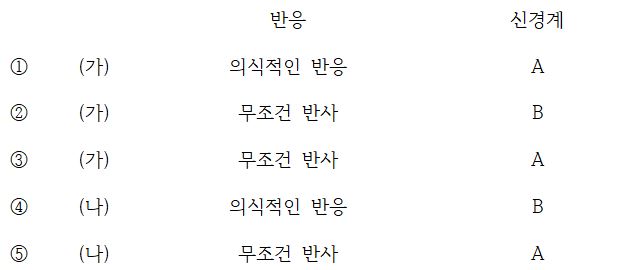 반응 신경계
① (가) 의식적인 반응 A
② (가) 무조건 반사 B
③ (가) 무조건 반사 A
④ (나) 의식적인 반응 B
⑤ (나) 무조건 반사 A